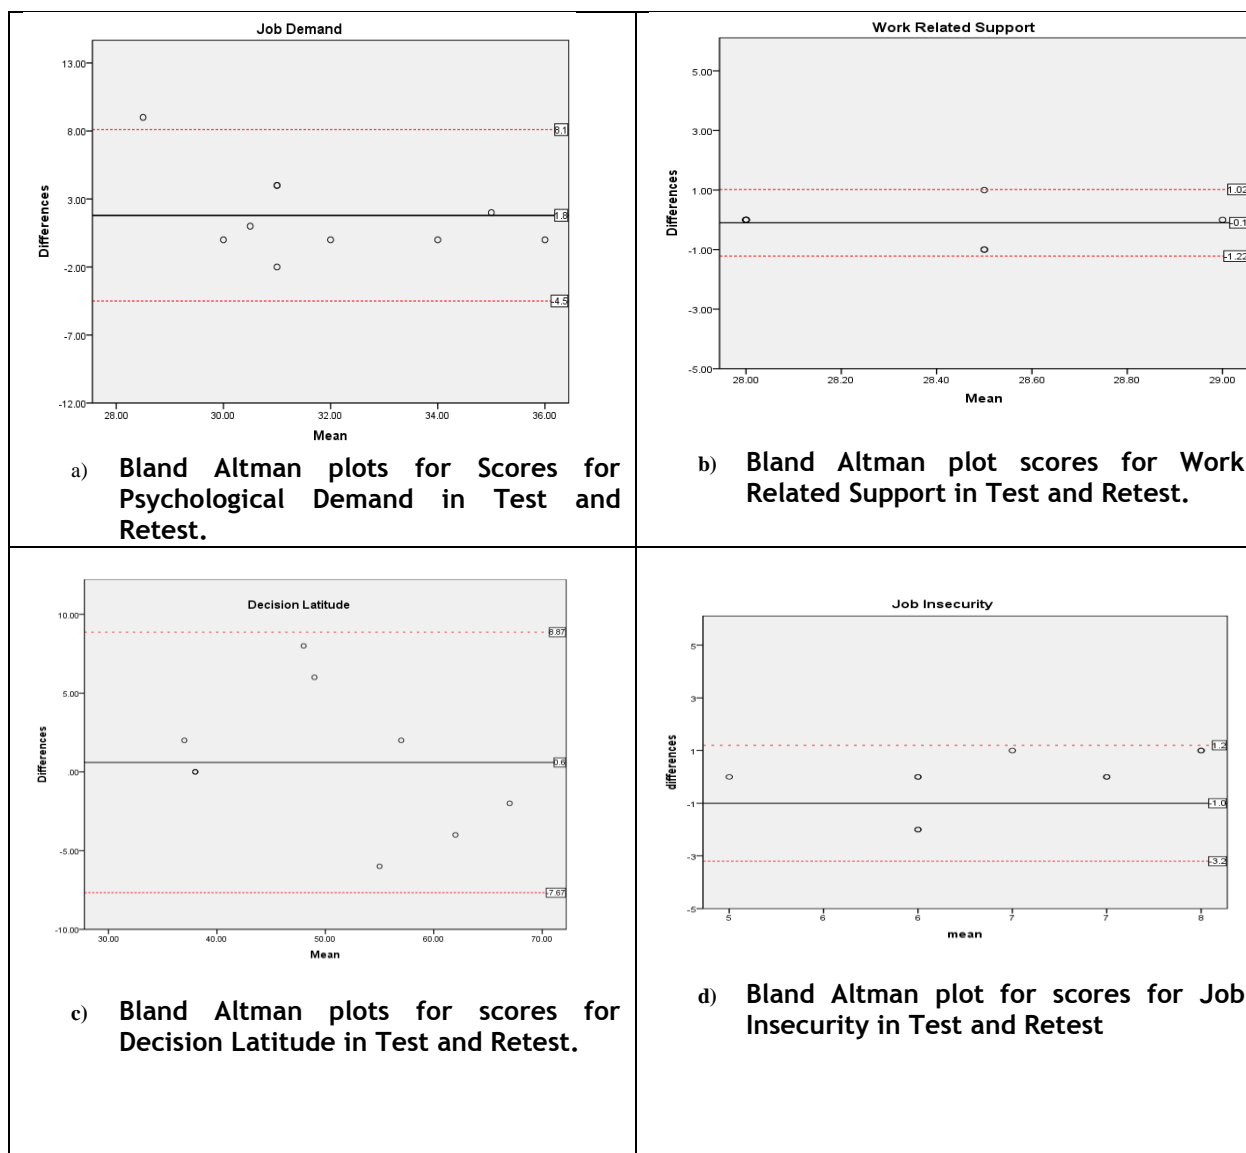 Job Demand
13.00
8.00
3.00
-2.00
-7.00
-12.00
Differences
8.1
1.8
-4.5
28.00 30.00 32.00 34.00 36.00
Mean
a) Bland Altman plots for Scores for
Psychological Demand in Test and
Retest.
Work Related Support
5.00
3.00
1.00
-1.00
-3.00
-5.00
Differences
1.02
-0.1
-1.22
28.00 28.20 28.40 28.60 28.80 29.00
Mean
b) Bland Altman plot scores for Work
Related Support in Test and Retest.
Decision Latitude
10.00
5.00
.00
-5.00
-10.00
Differences
8.87
0.6
-7.67
30.00 40.00 50.00 60.00 70.00
Mean
c) Bland Altman plots for scores for
Decision Latitude in Test and Retest.
Job Insecurity
5
3
1
-1
-3
-5
differences
1.2
-1.0
-3.2
5 6 6 7 7 8
mean
d) Bland Altman plot for scores for Job
Insecurity in Test and Retest